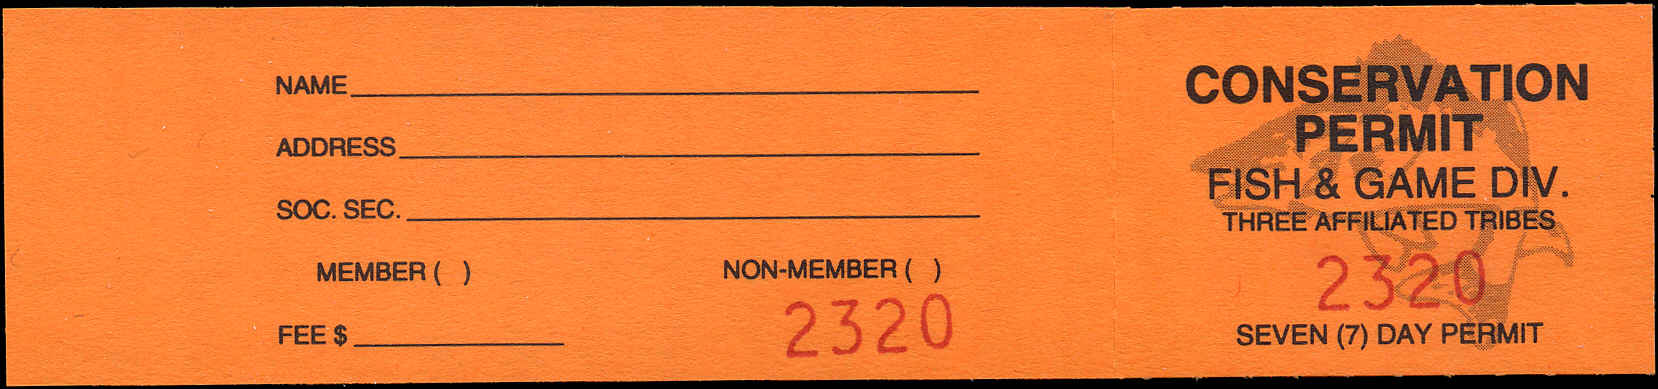 NAME
ADDRESS
SOC. SEC.
MEMBER ( ) NON-MEMBER ( )
2320
FEE $
CONSERVATION
PERMIT
FISH & GAME DIV.
THREE AFFILIATED TRIBES
2320
SEVEN (7) DAY PERMIT